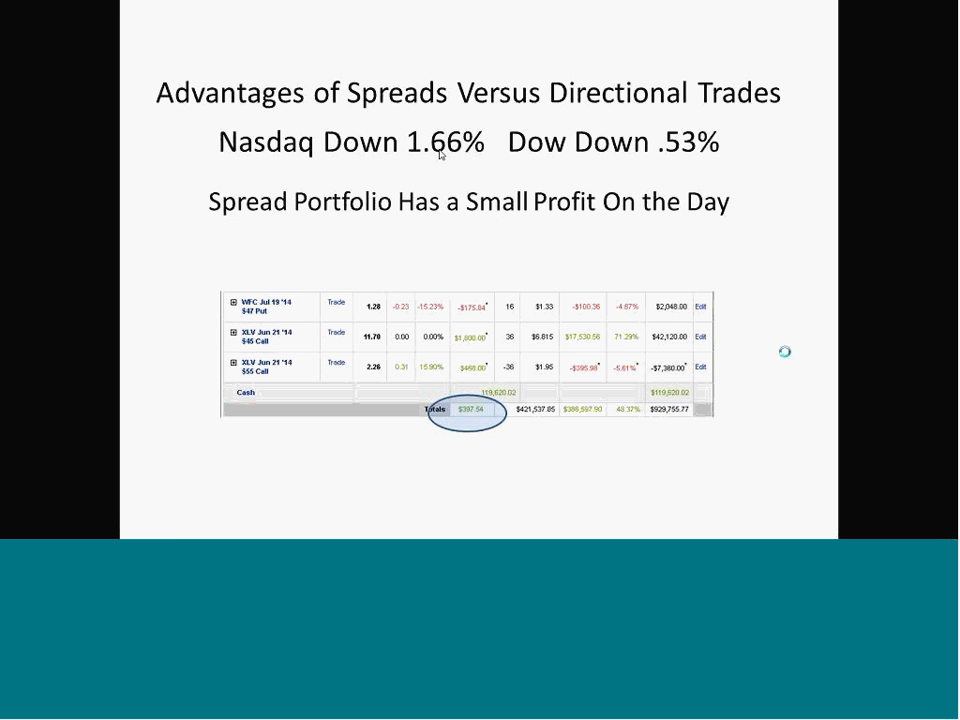 Advantages of Spreads Versus Directional Trades
Nasdaq Down 1.66% Dow Down .53%
Spread Portfolio Has a Small Profit On the Day
WFC Jul 19 '14 Trade 1.28 -0.23 -15.23% -$175.84* 16 $1.33 -$100.36 -4.67% $2,048.00 Edit
$47 Put
XLV Jun 21 '14 Trade 11.70 0.00 0.00% $1,800.00* 36 $6.815 $17,530.56 71.29% $42,120.00 Edit
$45 Call
XLV Jun 21 '14 Trade 2.26 0.31 15.90% $468.00* -36 $1.95 -$395.98* -5.61%* -$7,380.00* Edit
$55 Call
Cash 119,620.02 $119,620.02
Totals $397.54 $421,537.85 48.37% $929,755.77